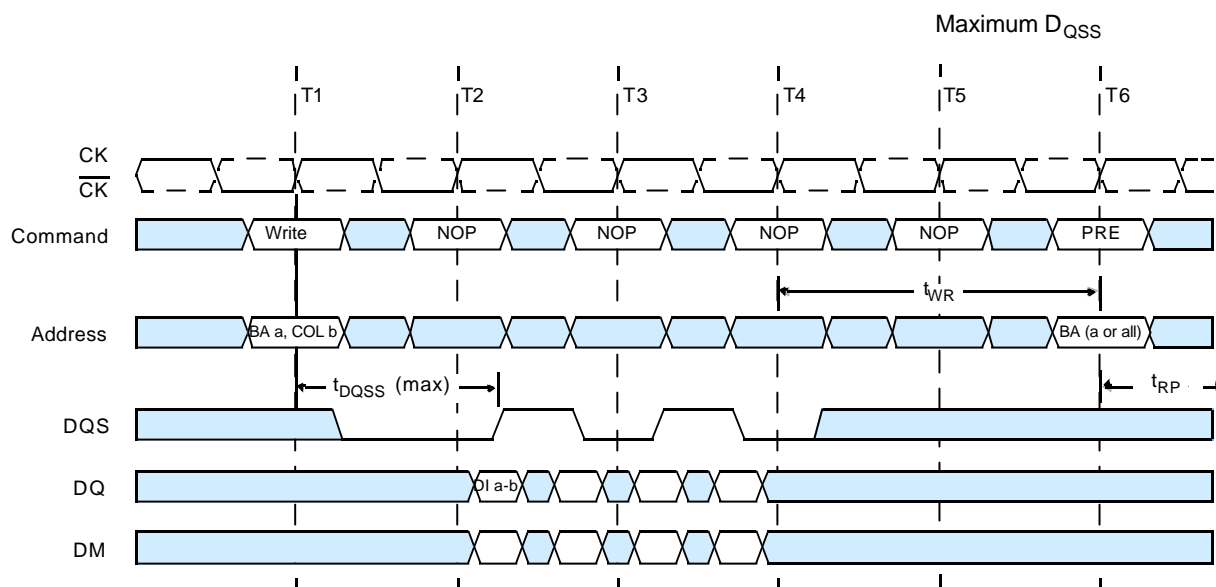 Maximum DQSS
T1 T2 T3 T4 T5 T6
CK
CK
Command Write NOP NOP NOP NOP PRE
tWR
Address BA a, COL b BA (a or all)
tDQSS (max) tRP
DQS
DQ DI a-b
DM